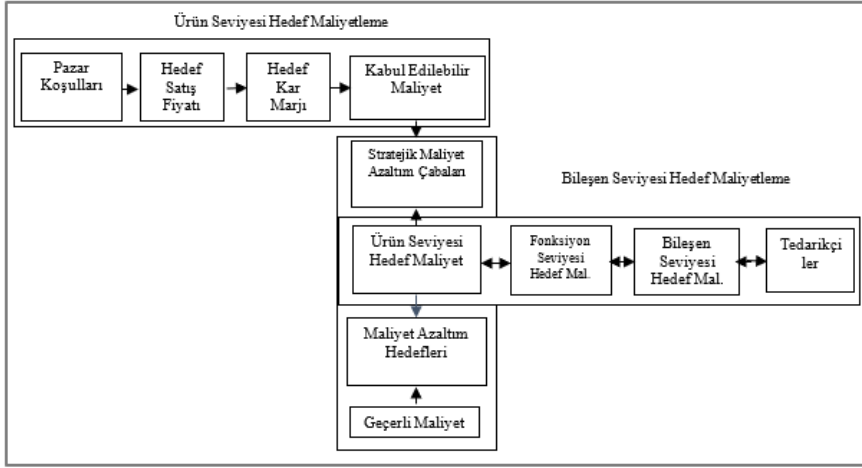 Ürün Seviyesi Hedef Maliyetleme
Pazar
Koşulları
Hedef
Satış
Fiyatı
Hedef
Kar
Marjı
Kabul Edilebilir
Maliyet
Stratejik Maliyet
Azaltım Çabaları
Bileşen Seviyesi Hedef Maliyetleme
Ürün Seviyesi
Hedef Maliyet
Fonksiyon
Seviyesi
Hedef Mal.
Bileşen
Seviyesi
Hedef Mal.
Tedarikçi
ler
Maliyet Azaltım
Hedefleri
Geçerli Maliyet